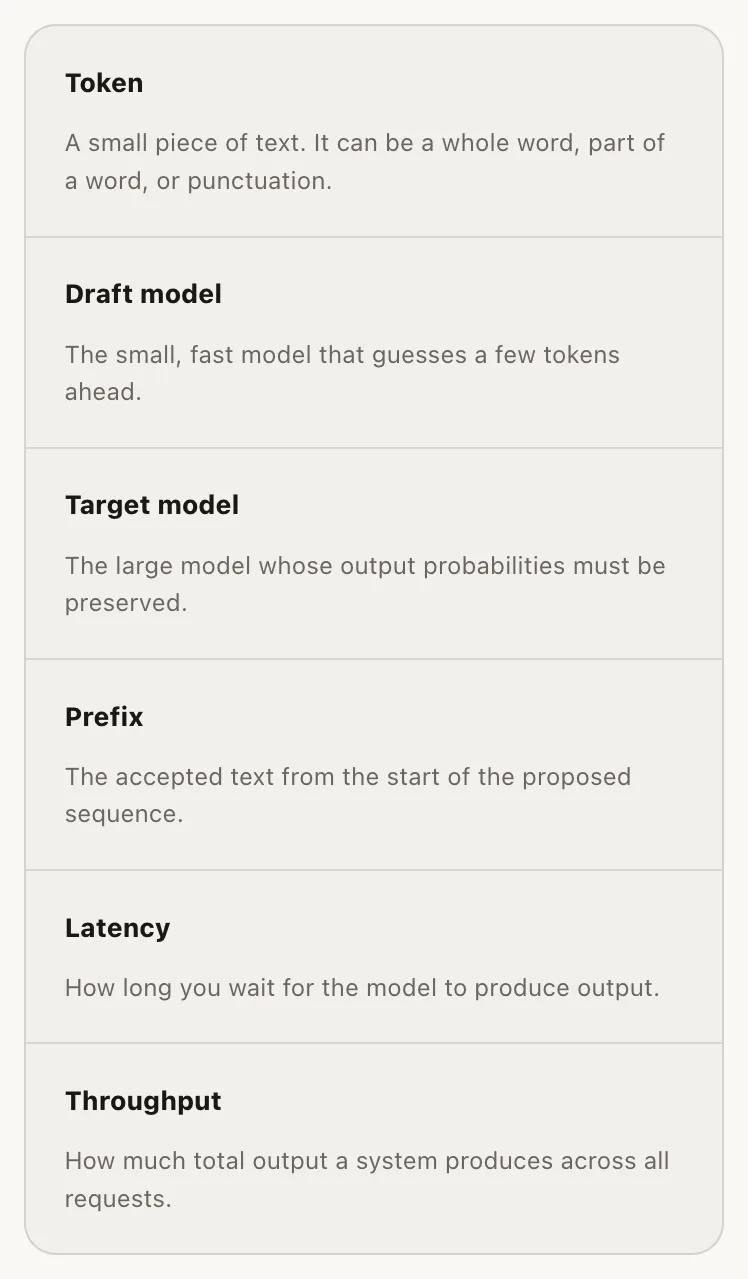 Token
A small piece of text. It can be a whole word, part of
a word, or punctuation.
Draft model
The small, fast model that guesses a few tokens
ahead.
Target model
The large model whose output probabilities must be
preserved.
Prefix
The accepted text from the start of the proposed
sequence.
Latency
How long you wait for the model to produce output.
Throughput
How much total output a system produces across all
requests.